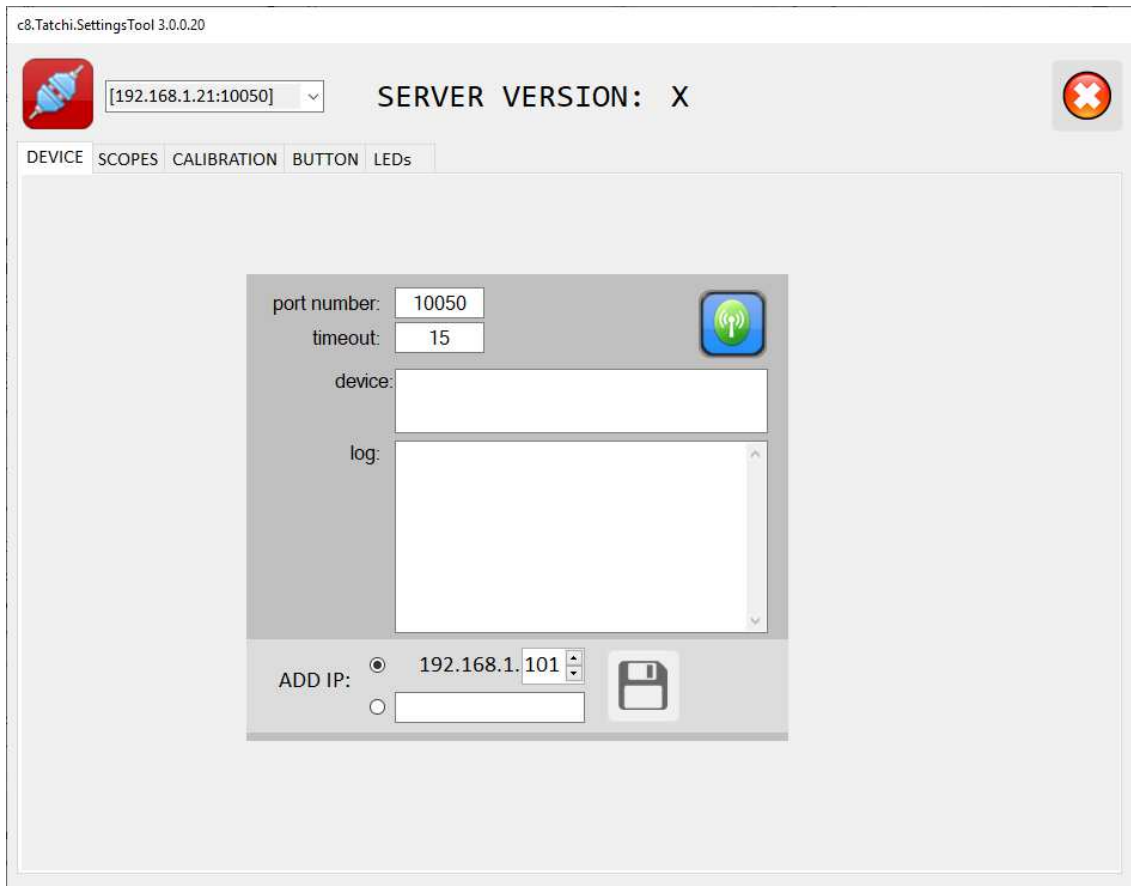 c8.Tatchi.SettingsTool 3.0.0.20
[192.168.1.21:10050]
SERVER VERSION: X
DEVICE SCOPES CALIBRATION BUTTON LEDs
port number: 10050
timeout: 15
device:
log:
ADD IP: 192.168.1. 101